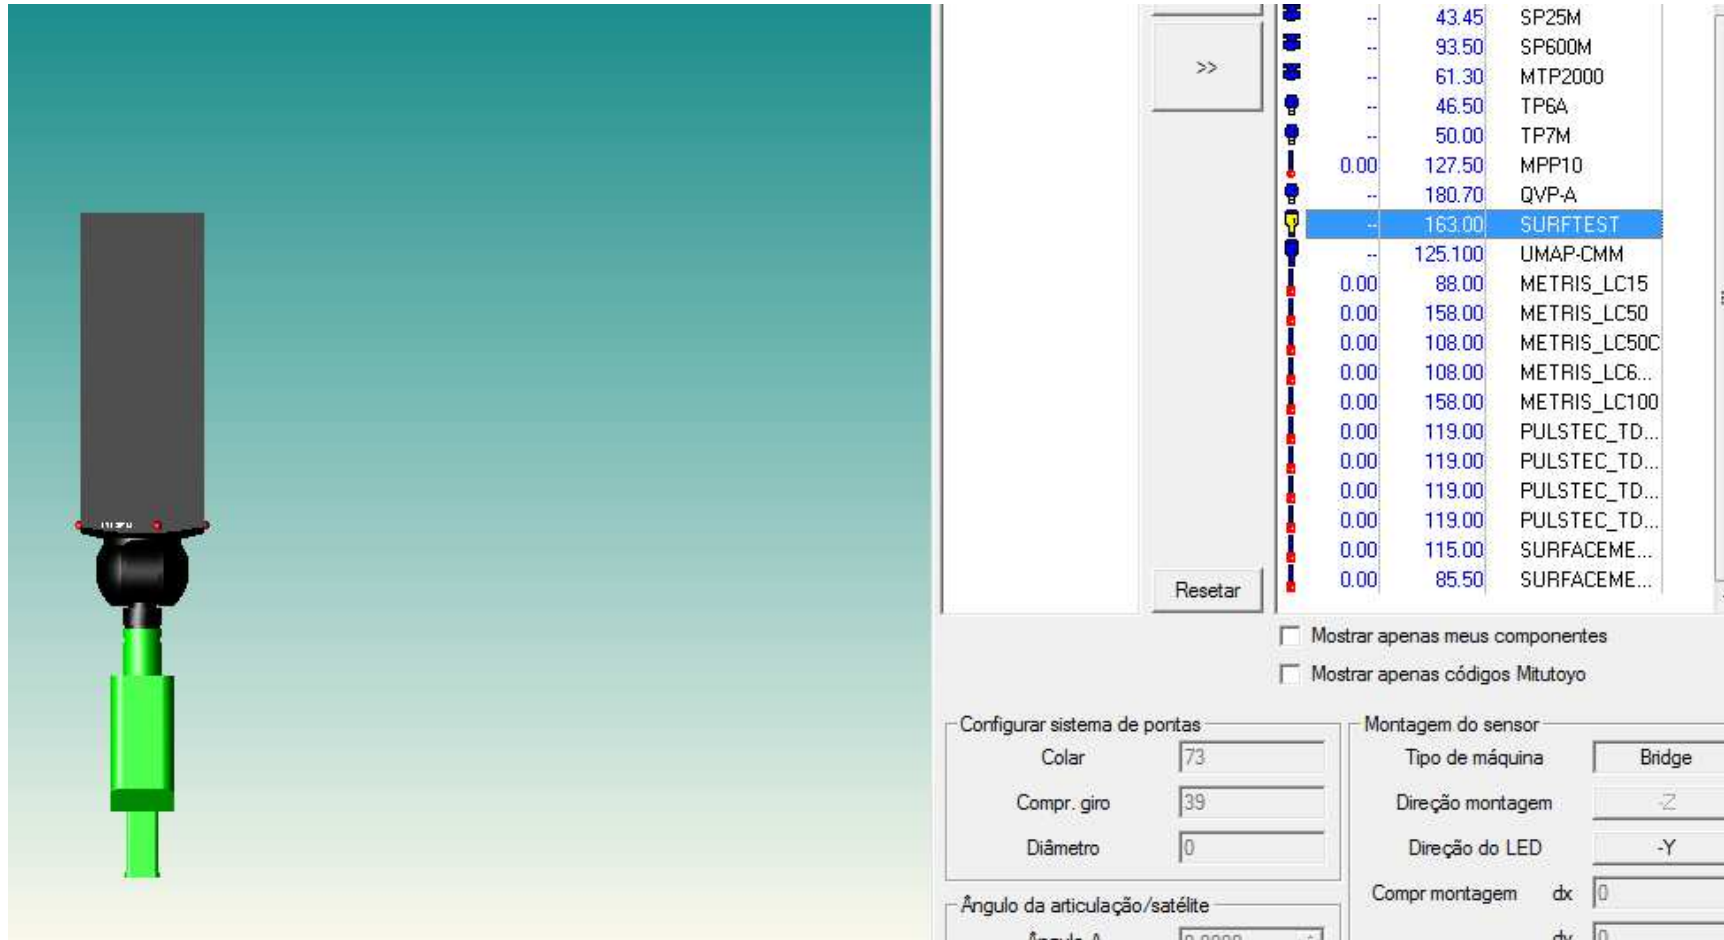 -- 43.45 SP25M
-- 93.50 SP600M
>>
-- 61.30 MTP2000
-- 46.50 TP6A
-- 50.00 TP7M
0.00 127.50 MPP10
-- 180.70 QVP-A
-- 163.00 SURFTEST
-- 125.100 UMAP-CMM
0.00 88.00 METRIS_LC15
0.00 158.00 METRIS_LC50
0.00 108.00 METRIS_LC50C
0.00 108.00 METRIS_LC6...
0.00 158.00 METRIS_LC100
0.00 119.00 PULSTEC_TD...
0.00 119.00 PULSTEC_TD...
0.00 119.00 PULSTEC_TD...
0.00 119.00 PULSTEC_TD...
0.00 115.00 SURFACEME...
0.00 85.50 SURFACEME...
Resetar
Mostrar apenas meus componentes
Mostrar apenas códigos Mitutoyo
Configurar sistema de pontas
Colar 73
Compr. giro 39
Diâmetro 0
Ângulo da articulação/satélite
Ângulo A 0.0000
Montagem do sensor
Tipo de máquina Bridge
Direção montagem -Z
Direção do LED -Y
Compr montagem dx 0
dy 0